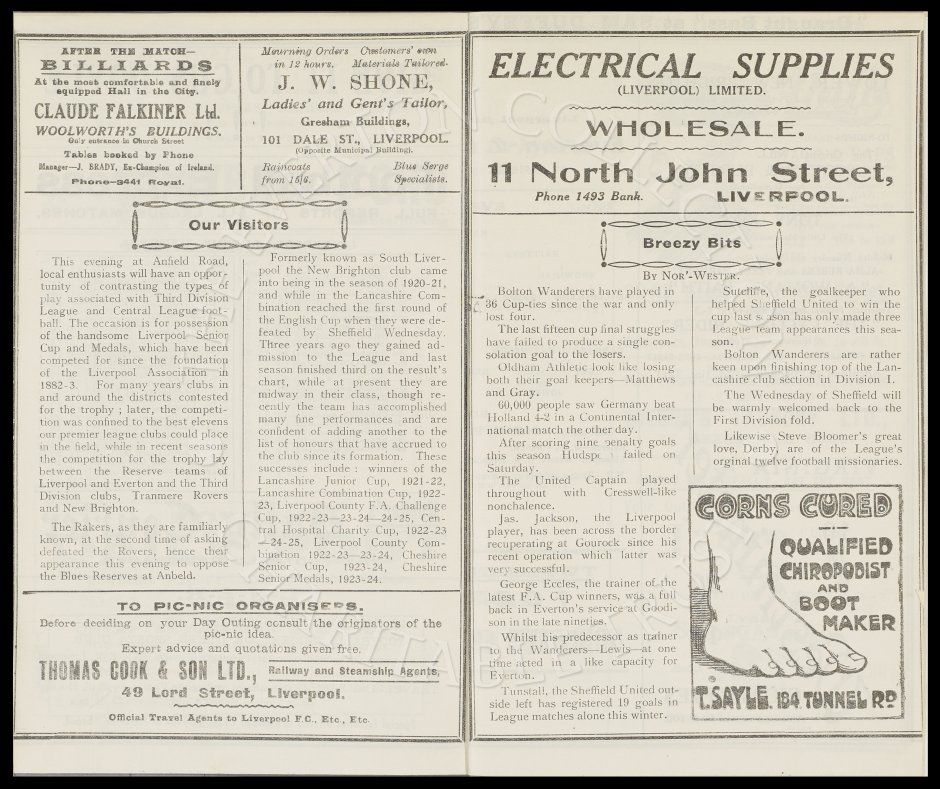 AFTER THE MATCH—
BILLIARDS
At the most comfortable and finely
equipped Hall in the City.
CLAUDE FALKINER Ltd.
WOOLWORTH'S BUILDINGS.
Only entrance in Church Street
Tables booked by Phone
Manager—J. BRADY, Ex-Champion of Ireland.
Phone—3441 Royal.
Mourning Orders Customers' own
in 12 hours. Materials Tailored.
J. W. SHONE,
Ladies' and Gent's Tailor,
Gresham Buildings,
101 DALE ST., LIVERPOOL.
(Opposite Municipal Building).
Raincoats Blue Serge
from 15/6. Specialists.
Our Visitors
This evening at Anfield Road,
local enthusiasts will have an oppor-
tunity of contrasting the types of
play associated with Third Division
League and Central League foot-
ball. The occasion is for possession
of the handsome Liverpool Senior
Cup and Medals, which have been
competed for since the foundation
of the Liverpool Association in
1882-3. For many years clubs in
and around the districts contested
for the trophy; later, the competi-
tion was confined to the best elevens
our premier league clubs could place
in the field, while in recent seasons
the competition for the trophy lay
between the Reserve teams of
Liverpool and Everton and the Third
Division clubs, Tranmere Rovers
and New Brighton.
The Rakers, as they are familiarly
known, at the second time of asking
defeated the Rovers, hence their
appearance this evening to oppose
the Blues Reserves at Anbeld.
Formerly known as South Liver-
pool the New Brighton club came
into being in the season of 1920-21,
and while in the Lancashire Com-
bination reached the first round of
the English Cup when they were de-
feated by Sheffield Wednesday.
Three years ago they gained ad-
mission to the League and last
season finished third on the result's
chart, while at present they are
midway in their class, though re-
cently the team has accomplished
many fine performances and are
confident of adding another to the
list of honours that have accrued to
the club since its formation. These
successes include : winners of the
Lancashire Junior Cup, 1921-22,
Lancashire Combination Cup, 1922-
23, Liverpool County F.A. Challenge
Cup, 1922-23—23-24—24-25, Cen-
tral Hospital Charity Cup, 1922-23
—24-25, Liverpool County Com-
bination 1922-23—23-24, Cheshire
Senior Cup, 1923-24, Cheshire
Senior Medals, 1923-24.
TO PIC-NIC ORGANISERS.
Before deciding on your Day Outing consult the originators of the
pic-nic idea.
Expert advice and quotations given free.
THOMAS COOK & SON LTD., Railway and Steamship Agents,
49 Lord Street, Liverpool.
Official Travel Agents to Liverpool F.C., Etc., Etc.
ELECTRICAL SUPPLIES
(LIVERPOOL) LIMITED.
WHOLESALE.
11 North John Street,
Phone 1493 Bank. LIVERPOOL.
Breezy Bits
BY NOR'-WESTER.
Bolton Wanderers have played in
36 Cup-ties since the war and only
lost four.
The last fifteen cup final struggles
have failed to produce a single con-
solation goal to the losers.
Oldham Athletic look like losing
both their goal keepers—Matthews
and Gray.
60,000 people saw Germany beat
Holland 4-2 in a Continental Inter-
national match the other day.
After scoring nine penalty goals
this season Hudsp failed on
Saturday.
The United Captain played
throughout with Cresswell-like
nonchalence.
Jas. Jackson, the Liverpool
player, has been across the border
recuperating at Gourock since his
recent operation which latter was
very successful.
George Eccles, the trainer of the
latest F.A. Cup winners, was a full
back in Everton's service at Goodi-
son in the late nineties.
Whilst his predecessor as trainer
to the Wanderers—Lewis—at one
time acted in a like capacity for
Everton.
Tunstall, the Sheffield United out-
side left has registered 19 goals in
League matches alone this winter.
Sutcliffe, the goalkeeper who
helped Sheffield United to win the
cup last season has only made three
League team appearances this sea-
son.
Bolton Wanderers are rather
keen upon finishing top of the Lan-
cashire club section in Division I.
The Wednesday of Sheffield will
be warmly welcomed back to the
First Division fold.
Likewise Steve Bloomer's great
love, Derby, are of the League's
orginal twelve football missionaries.
CORNS CURED
QUALIFIED
CHIROPODIST
AND
BOOT
MAKER
T. SAYLE. 184 TUNNEL RD.